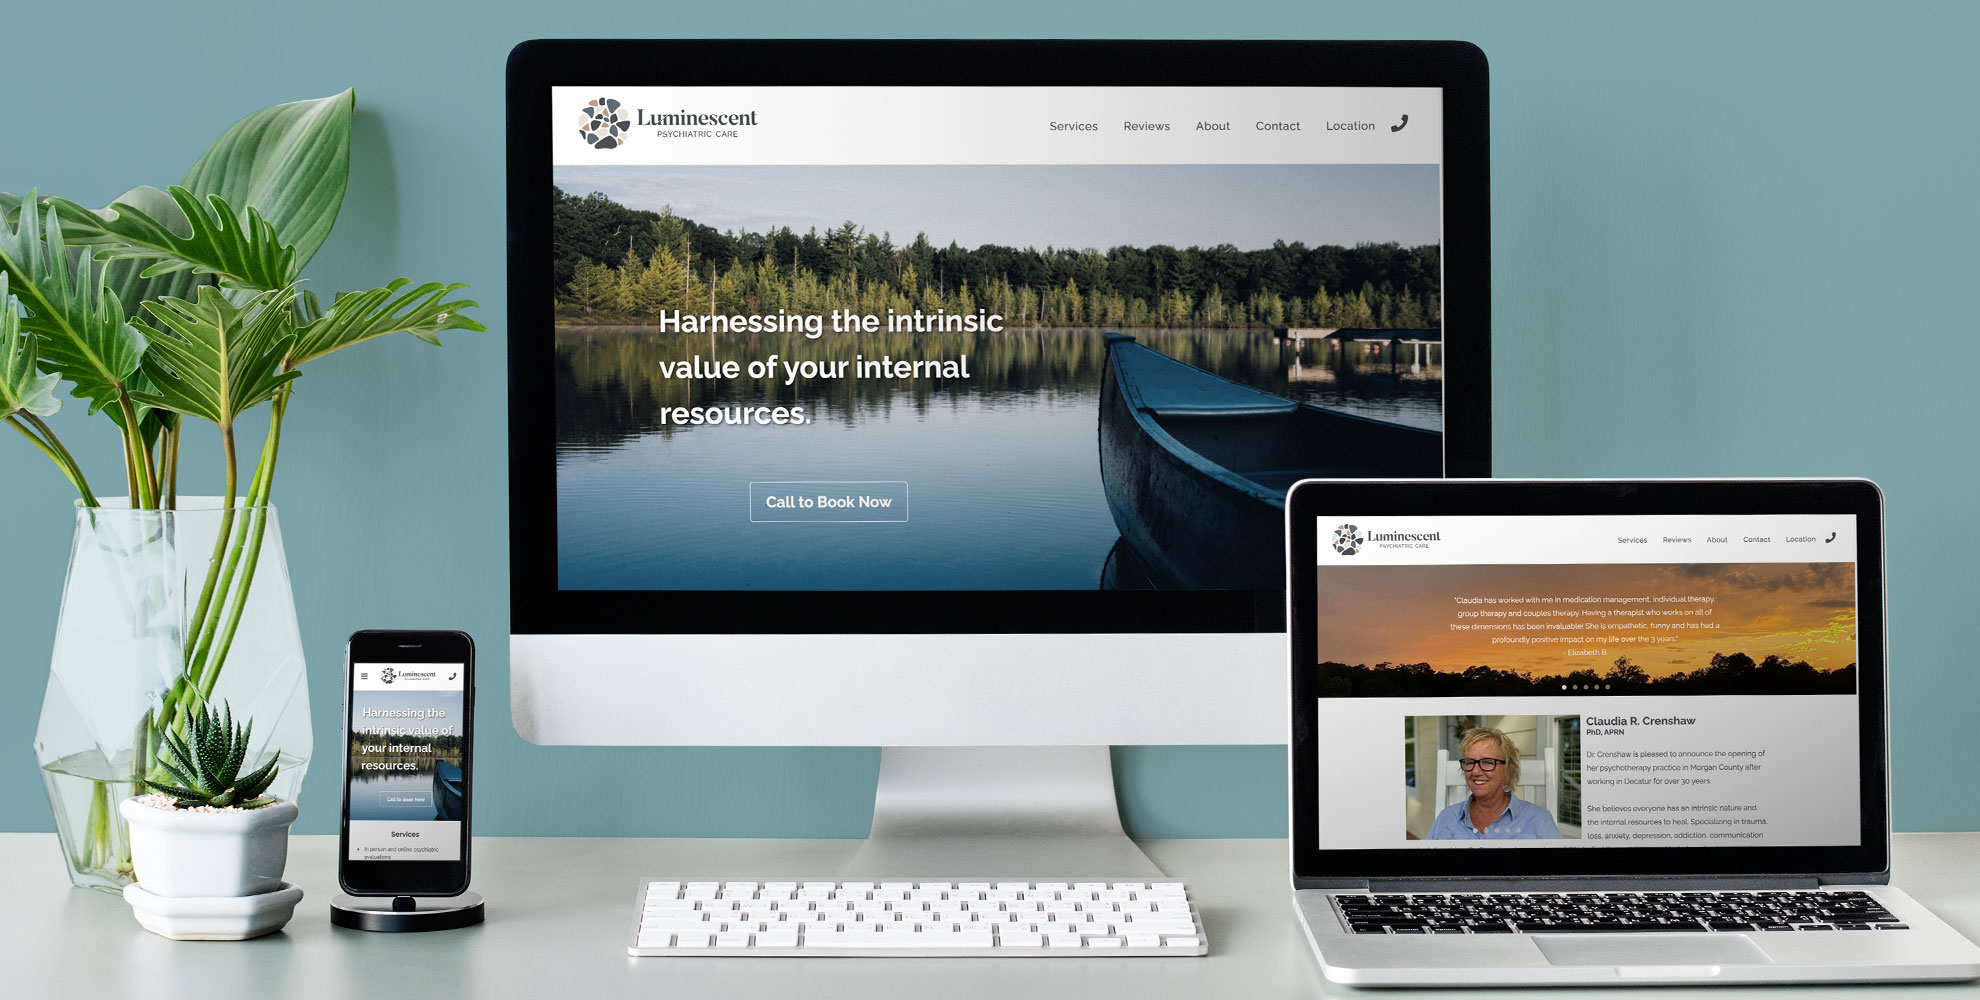 Luminescent
PSYCHIATRIC CARE
Services Reviews About Contact Location
Harnessing the intrinsic
value of your internal
resources.
Call to Book Now
Luminescent
Harnessing the
intrinsic value of
your internal
resources.
Call to Book Now
Services
In person and online psychiatric
evaluations
Luminescent
PSYCHIATRIC CARE
Services Reviews About Contact Location
"Claudia has worked with me in medication management, individual therapy,
group therapy and couples therapy. Having a therapist who works on all of
these dimensions has been invaluable! She is empathetic, funny and has had a
profoundly positive impact on my life over the 3 years."
- Elizabeth B.
Claudia R. Crenshaw
PhD, APRN
Dr. Crenshaw is pleased to announce the opening of
her psychotherapy practice in Morgan County after
working in Decatur for over 30 years.
She believes everyone has an intrinsic nature and
the internal resources to heal. Specializing in trauma,
loss, anxiety, depression, addiction, communication